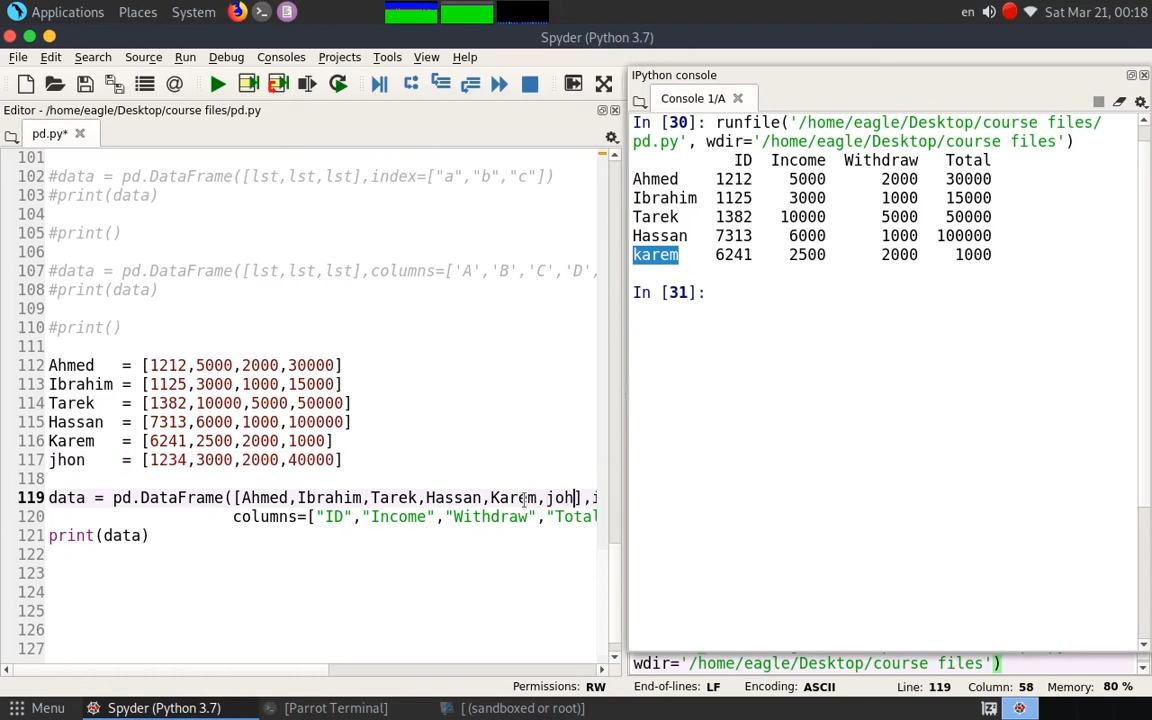 Applications Places System en Sat Mar 21, 00:18
Spyder (Python 3.7)
File Edit Search Source Run Debug Consoles Projects Tools View Help
Editor - /home/eagle/Desktop/course files/pd.py
pd.py*
101
102 #data = pd.DataFrame([lst,lst,lst],index=["a","b","c"])
103 #print(data)
104
105 #print()
106
107 #data = pd.DataFrame([lst,lst,lst],columns=['A','B','C','D',
108 #print(data)
109
110 #print()
111
112 Ahmed   = [1212,5000,2000,30000]
113 Ibrahim = [1125,3000,1000,15000]
114 Tarek   = [1382,10000,5000,50000]
115 Hassan  = [7313,6000,1000,100000]
116 Karem   = [6241,2500,2000,1000]
117 jhon    = [1234,3000,2000,40000]
118
119 data = pd.DataFrame([Ahmed,Ibrahim,Tarek,Hassan,Karem,joh],i
120                     columns=["ID","Income","Withdraw","Total
121 print(data)
122
123
124
125
126
127
IPython console
Console 1/A
In [30]: runfile('/home/eagle/Desktop/course files/
pd.py', wdir='/home/eagle/Desktop/course files')
ID Income Withdraw Total
Ahmed 1212 5000 2000 30000
Ibrahim 1125 3000 1000 15000
Tarek 1382 10000 5000 50000
Hassan 7313 6000 1000 100000
karem 6241 2500 2000 1000
In [31]:
wdir='/home/eagle/Desktop/course files')
Permissions: RW End-of-lines: LF Encoding: ASCII Line: 119 Column: 58 Memory: 80 %
Menu Spyder (Python 3.7) [Parrot Terminal] [ (sandboxed or root)]